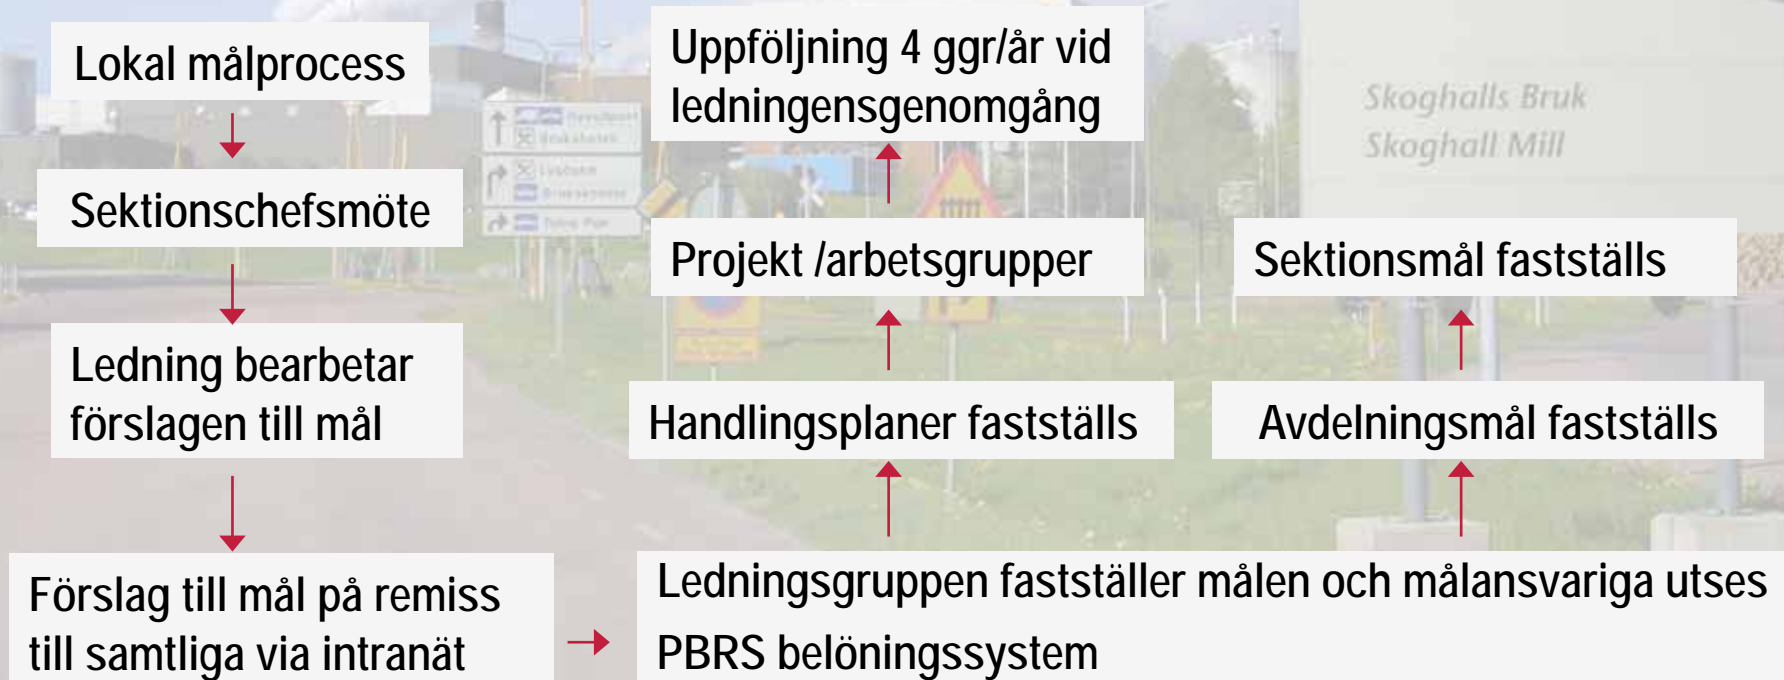 Lokal målprocess
Sektionschefsmöte
Ledning bearbetar
förslagen till mål
Förslag till mål på remiss
till samtliga via intranät
Uppföljning 4 ggr/år vid
ledningensgenomgång
Projekt /arbetsgrupper
Handlingsplaner fastställs
Ledningsgruppen fastställer målen och målansvariga utses
PBRS belöningssystem
Sektionsmål fastställs
Avdelningsmål fastställs
Skoghalls Bruk
Skoghall Mill